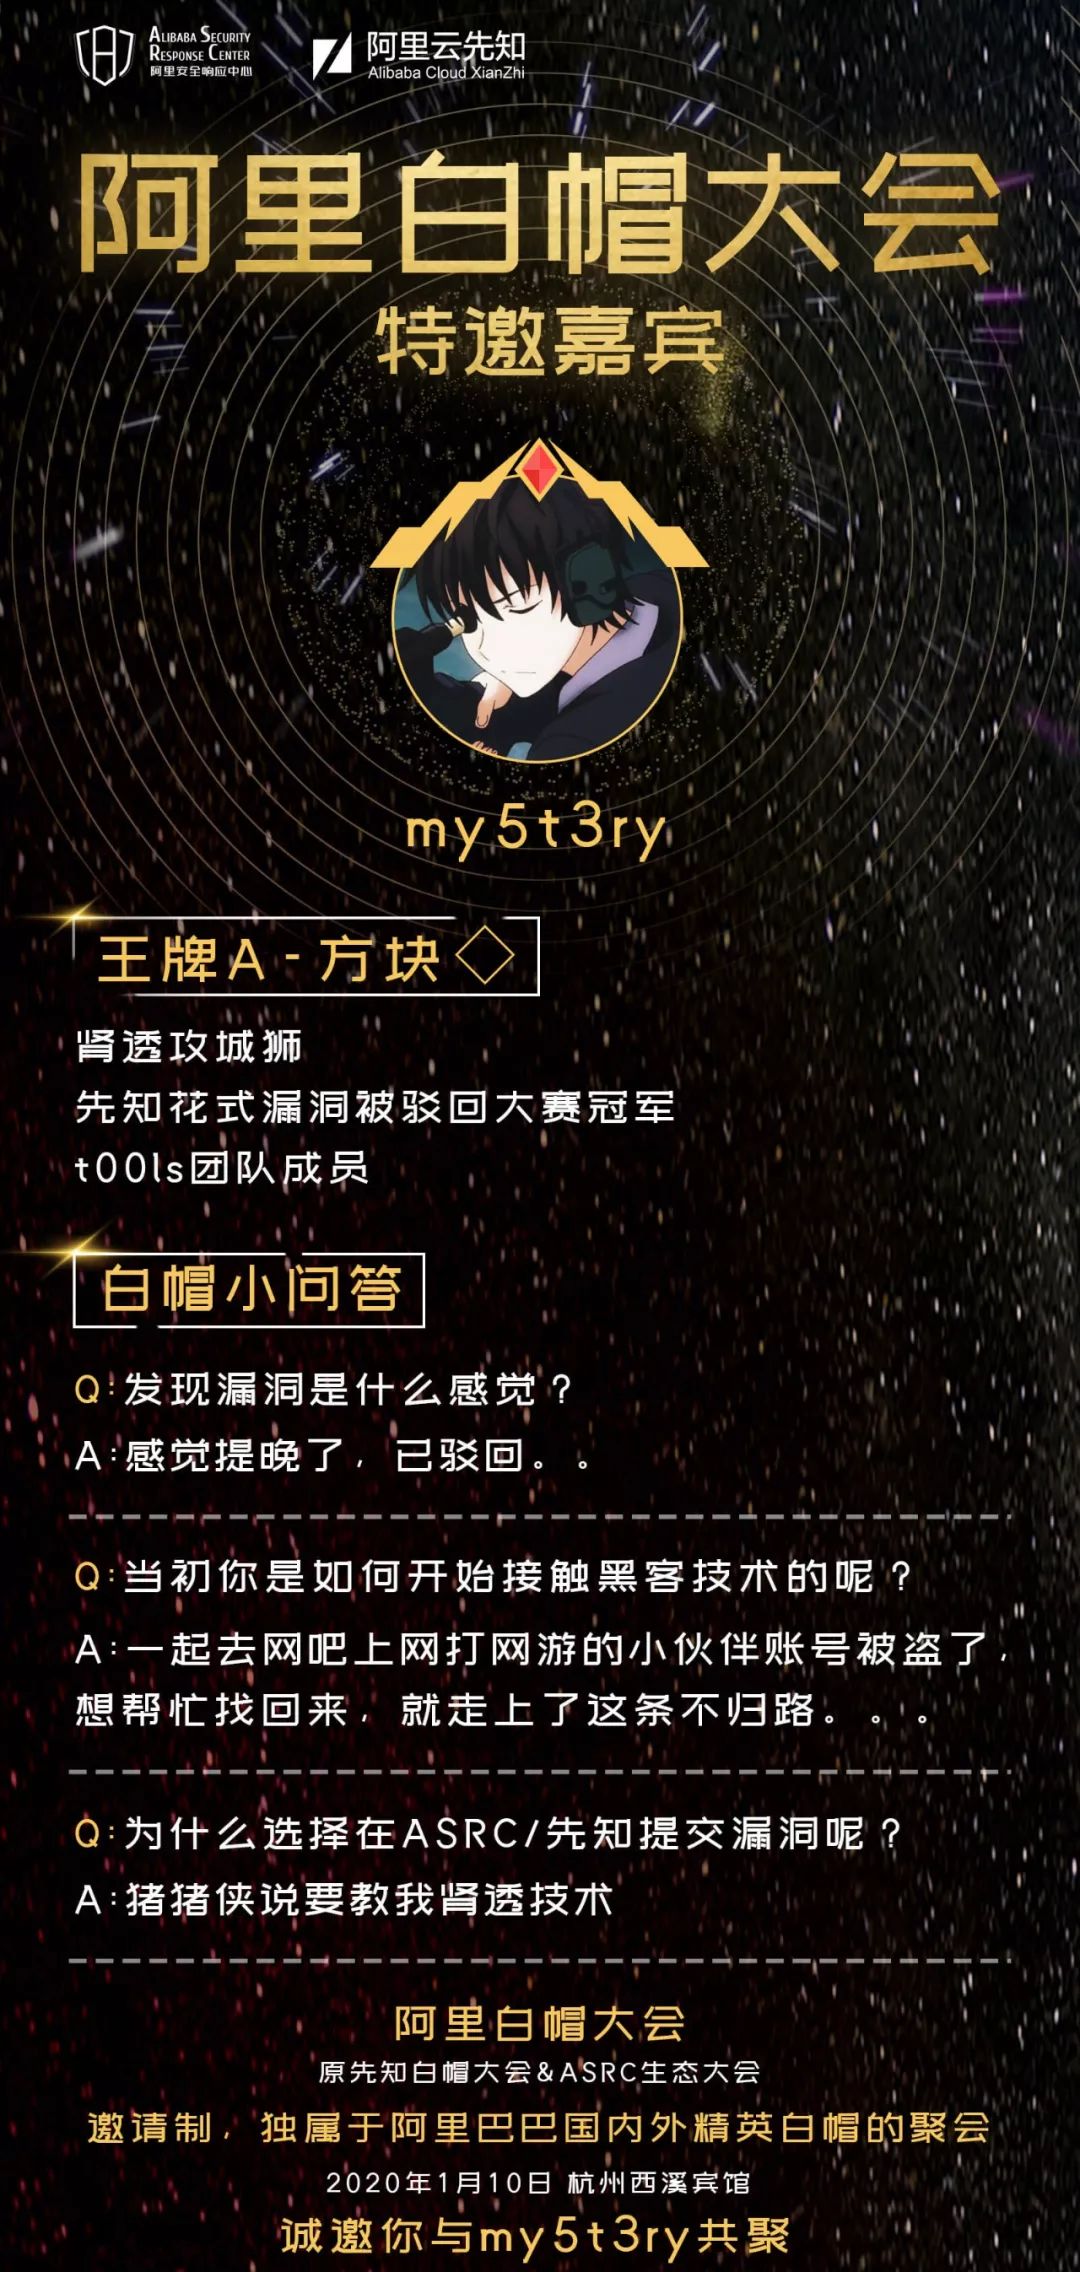 ALIBABA SECURITY
RESPONSE CENTER
阿里安全响应中心
阿里云先知
Alibaba Cloud XianZhi
阿里白帽大会
特邀嘉宾
my5t3ry
王牌A-方块◇
肾透攻城狮
先知花式漏洞被驳回大赛冠军
t00ls团队成员
白帽小问答
Q:发现漏洞是什么感觉？
A:感觉提晚了，已驳回。。
Q:当初你是如何开始接触黑客技术的呢？
A:一起去网吧上网打网游的小伙伴账号被盗了，
想帮忙找回来，就走上了这条不归路。。。
Q:为什么选择在ASRC/先知提交漏洞呢？
A:猪猪侠说要教我肾透技术
阿里白帽大会
原先知白帽大会&ASRC生态大会
邀请制，独属于阿里巴巴国内外精英白帽的聚会
2020年1月10日 杭州西溪宾馆
诚邀你与my5t3ry共聚